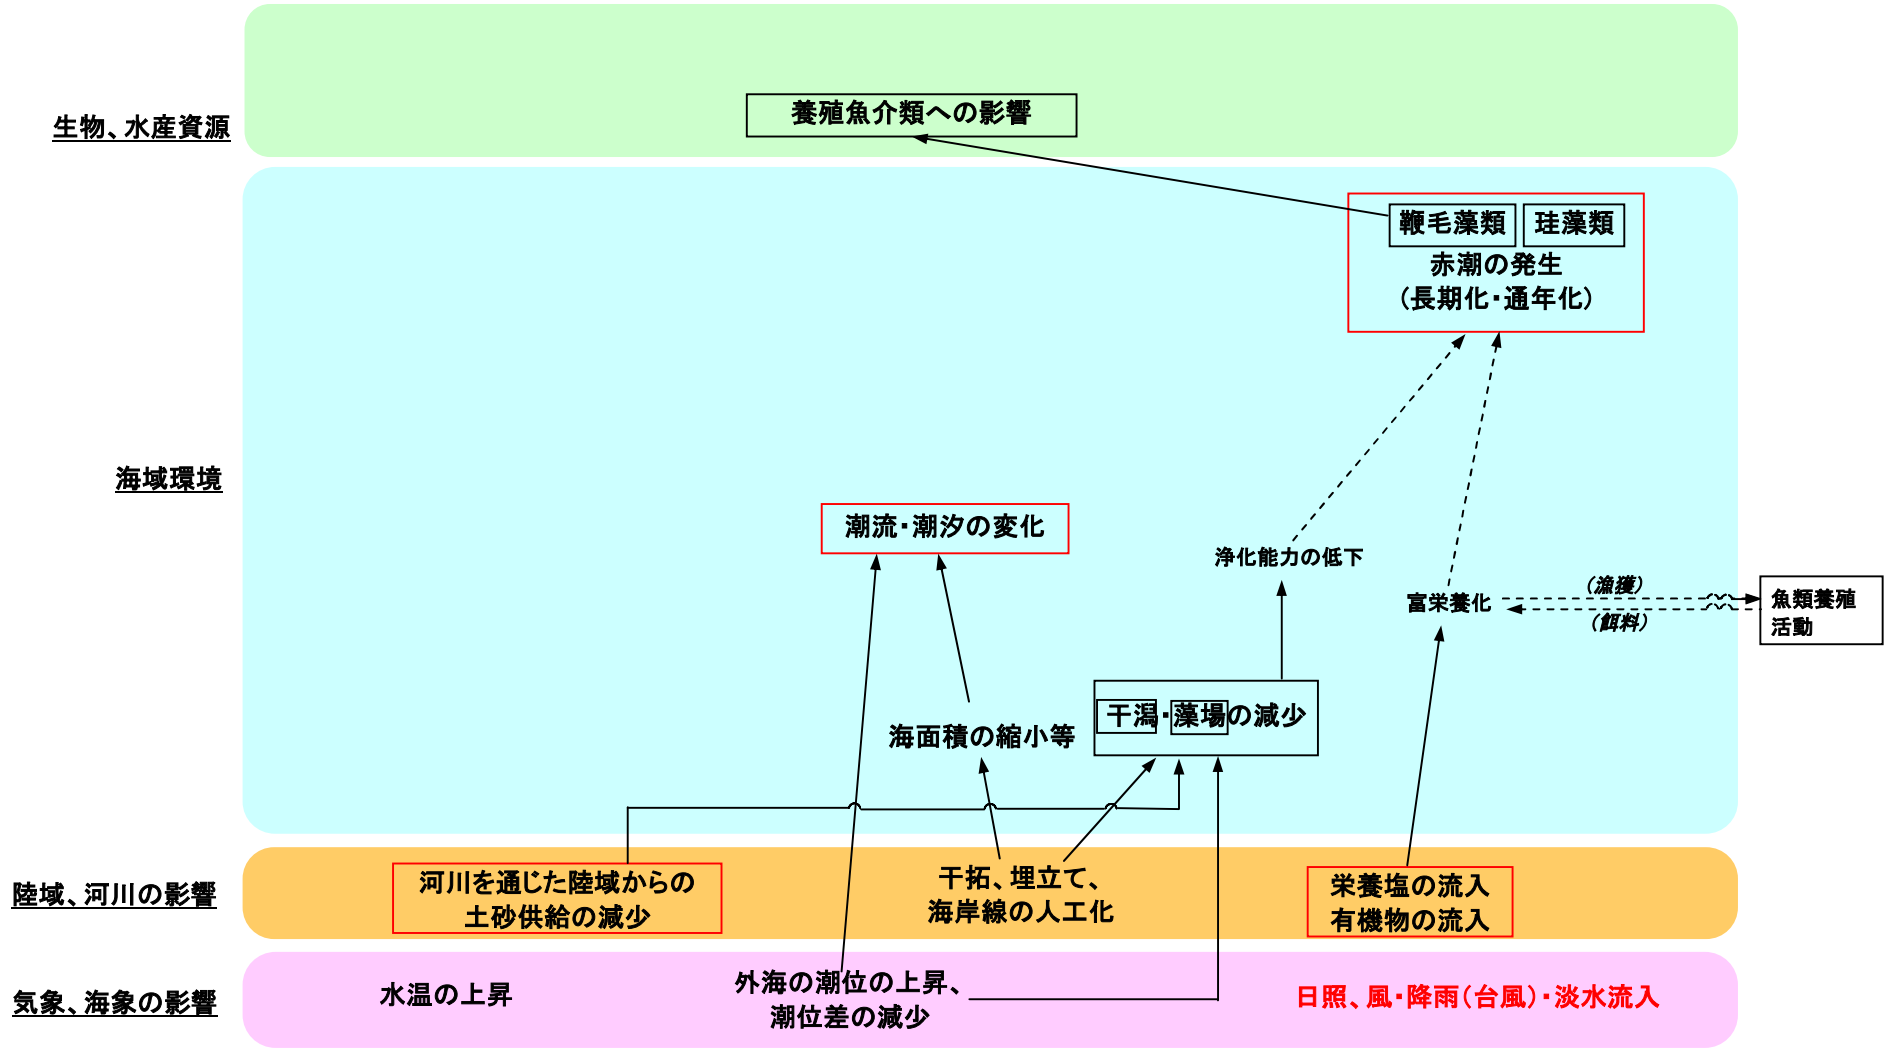 生物、水産資源
養殖魚介類への影響
鞭毛藻類
珪藻類
赤潮の発生
（長期化・通年化）
海域環境
潮流・潮汐の変化
浄化能力の低下
富栄養化
（漁獲）
（餌料）
魚類養殖
活動
海面積の縮小等
干潟・藻場の減少
陸域、河川の影響
河川を通じた陸域からの
土砂供給の減少
干拓、埋立て、
海岸線の人工化
栄養塩の流入
有機物の流入
気象、海象の影響
水温の上昇
外海の潮位の上昇、
潮位差の減少
日照、風・降雨（台風）・淡水流入